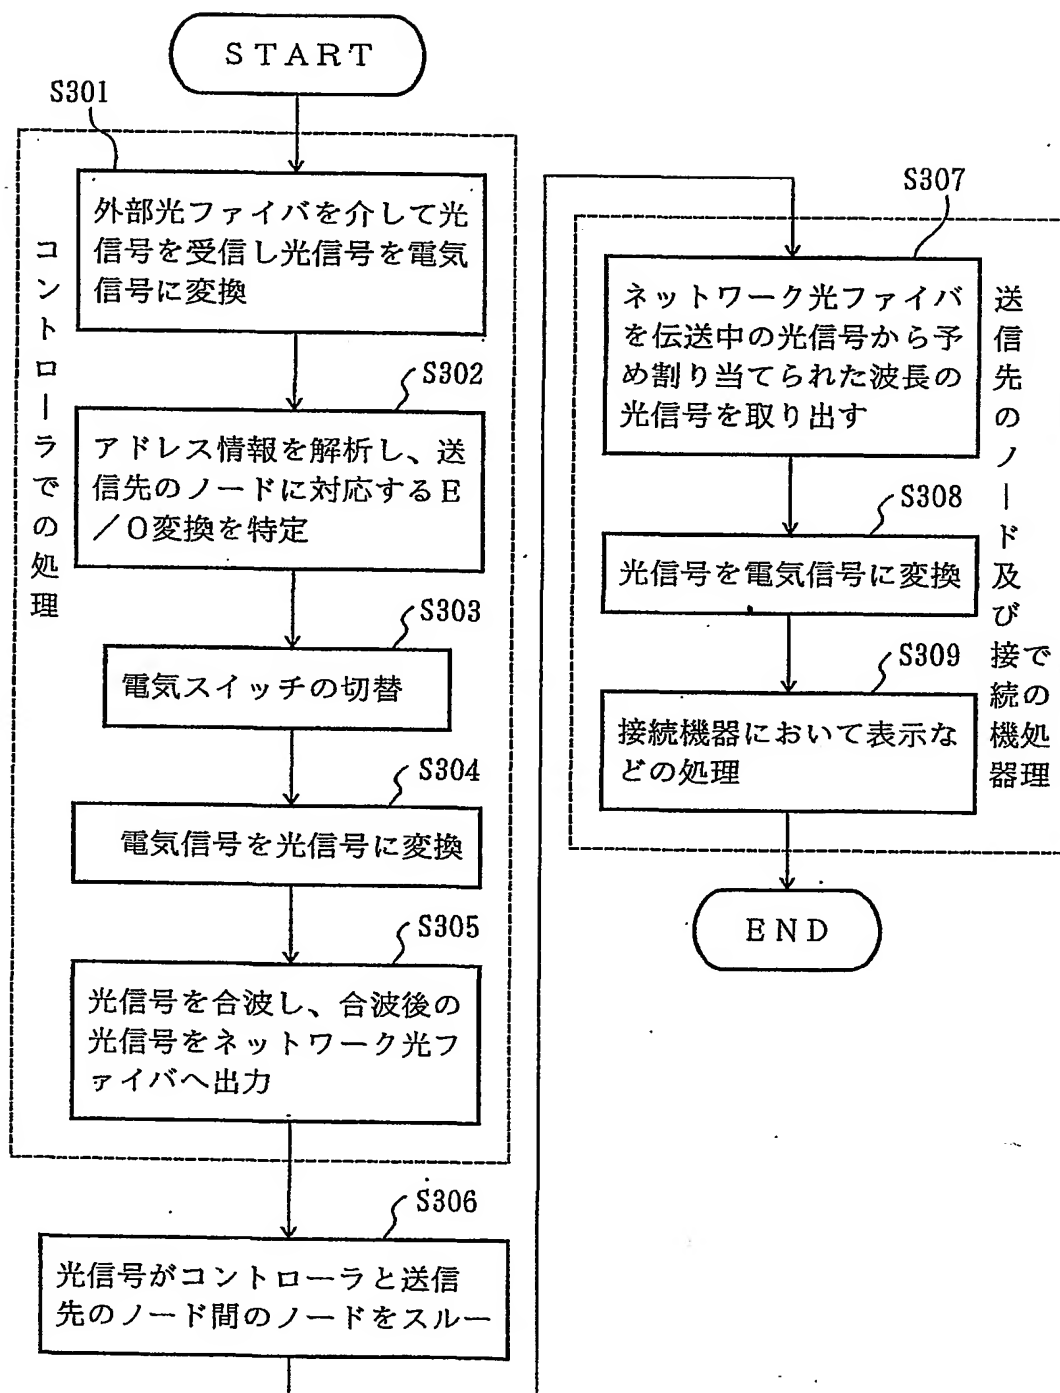 START
S301
コントローラでの処理
外部光ファイバを介して光
信号を受信し光信号を電気
信号に変換
S302
アドレス情報を解析し、送
信先のノードに対応するE
/O変換を特定
S303
電気スイッチの切替
S304
電気信号を光信号に変換
S305
光信号を合波し、合波後の
光信号をネットワーク光フ
ァイバへ出力
S306
光信号がコントローラと送信
先のノード間のノードをスルー
S307
送信先のノード及び接続機器
での処理
ネットワーク光ファイバ
を伝送中の光信号から予
め割り当てられた波長の
光信号を取り出す
S308
光信号を電気信号に変換
S309
接続機器において表示な
どの処理
END